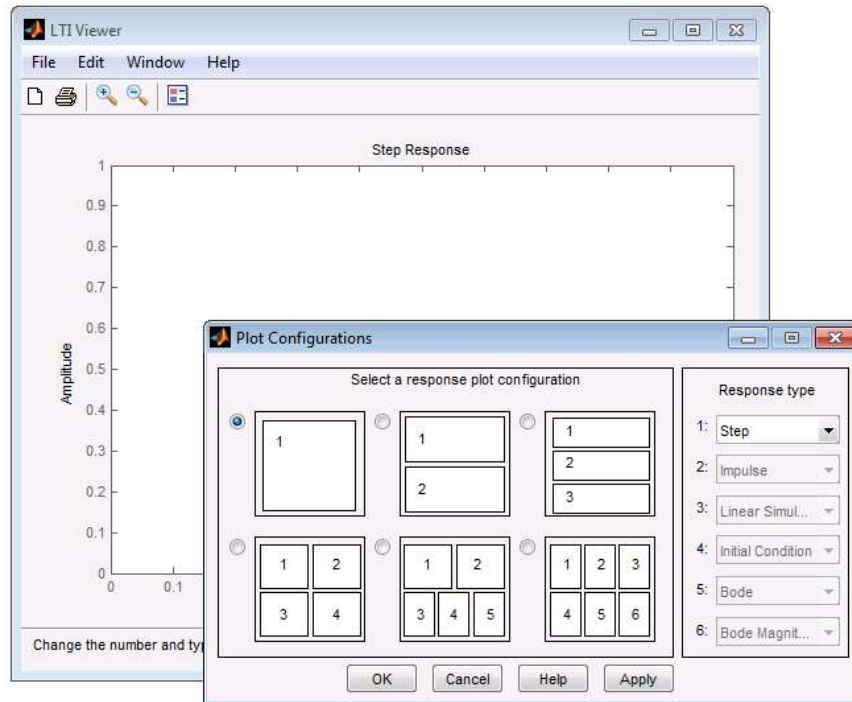 LTI Viewer
File Edit Window Help
Step Response
1
0.9
0.8
0.7
0.6
0.5
0.4
0.3
0.2
0.1
0
Amplitude
0 0.1
Change the number and ty
Plot Configurations
Select a response plot configuration
1
1
2
1
2
3
1 2
3 4
1 2
3 4 5
1 2 3
4 5 6
Response type
1: Step
2: Impulse
3: Linear Simul...
4: Initial Condition
5: Bode
6: Bode Magnit...
OK Cancel Help Apply